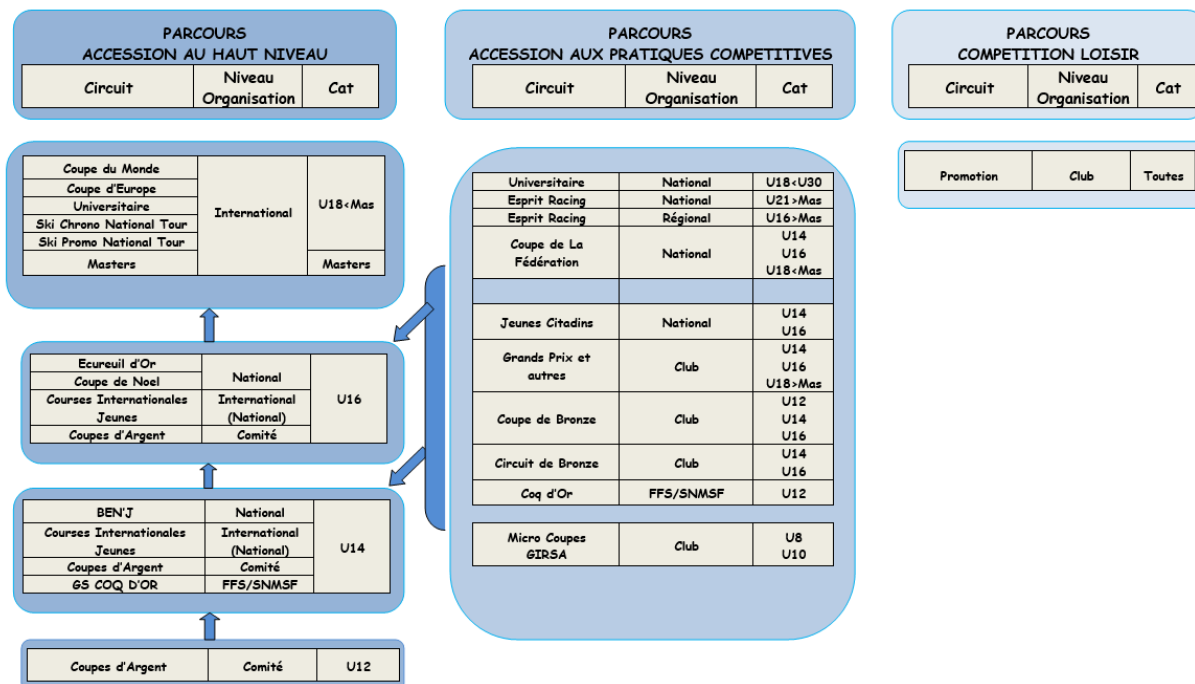 PARCOURS
ACCESSION AU HAUT NIVEAU
Circuit
Niveau
Organisation
Cat
Coupe du Monde
Coupe d'Europe
Universitaire
Ski Chrono National Tour
Ski Promo National Tour
Masters
International
U18<Mas
Masters
Ecureuil d'Or
Coupe de Noel
Courses Internationales
Jeunes
Coupes d'Argent
National
International
(National)
Comité
U16
BEN'J
Courses Internationales
Jeunes
Coupes d'Argent
GS COQ D'OR
National
International
(National)
Comité
FFS/SNMSF
U14
Coupes d'Argent
Comité
U12
PARCOURS
ACCESSION AUX PRATIQUES COMPETITIVES
Circuit
Niveau
Organisation
Cat
Universitaire
National
U18<U30
Esprit Racing
National
U21>Mas
Esprit Racing
Régional
U16>Mas
Coupe de La
Fédération
National
U14
U16
U18<Mas
Jeunes Citadins
National
U14
U16
Grands Prix et
autres
Club
U14
U16
U18>Mas
Coupe de Bronze
Club
U12
U14
U16
Circuit de Bronze
Club
U14
U16
Coq d'Or
FFS/SNMSF
U12
Micro Coupes
GIRSA
Club
U8
U10
PARCOURS
COMPETITION LOISIR
Circuit
Niveau
Organisation
Cat
Promotion
Club
Toutes